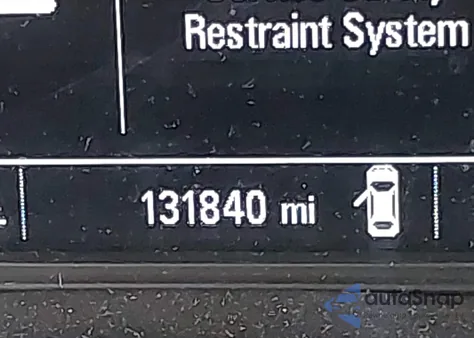 Restraint System
131840 mi
autoSnap